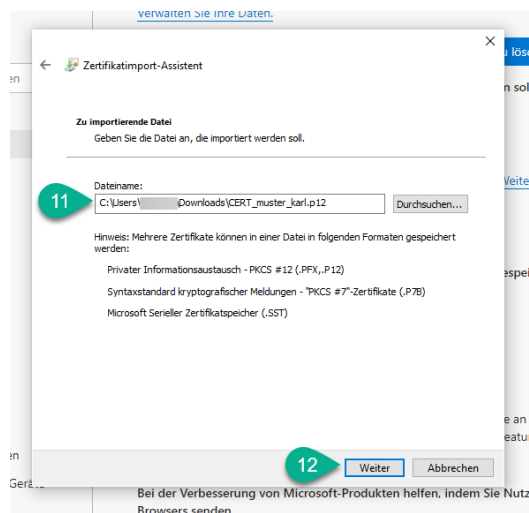 Verwalten Sie Ihre Daten.
Zertifikatimport-Assistent
Zu importierende Datei
Geben Sie die Datei an, die importiert werden soll.
Dateiname:
11
C:\Users\ Downloads\CERT_muster_karl.p12
Durchsuchen...
Hinweis: Mehrere Zertifikate können in einer Datei in folgenden Formaten gespeichert
werden:
Privater Informationsaustausch - PKCS #12 (.PFX,.P12)
Syntaxstandard kryptografischer Meldungen - "PKCS #7"-Zertifikate (.P7B)
Microsoft Serieller Zertifikatspeicher (.SST)
12
Weiter
Abbrechen
Bei der Verbesserung von Microsoft-Produkten helfen, indem Sie
Browsers senden